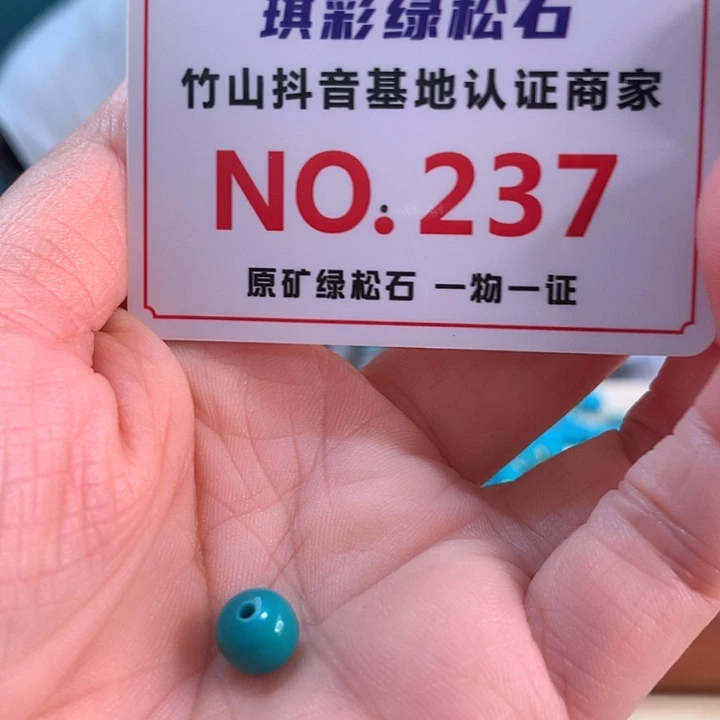 琪彩绿松石
竹山抖音基地认证商家
NO.237
原矿绿松石 一物一证